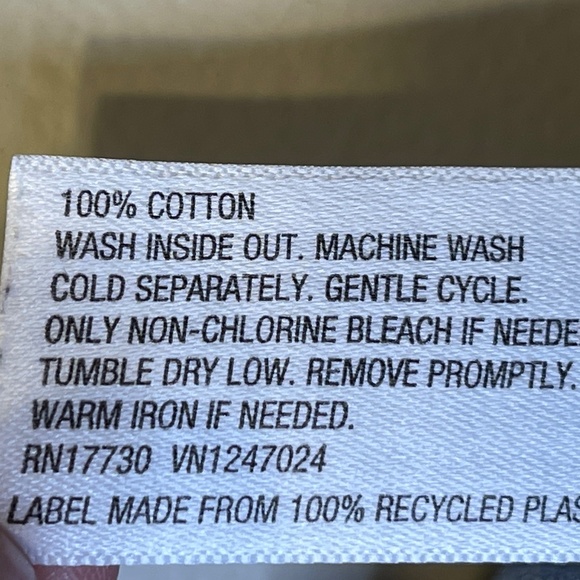 100% COTTON
WASH INSIDE OUT. MACHINE WASH
COLD SEPARATELY. GENTLE CYCLE.
ONLY NON-CHLORINE BLEACH IF NEEDE
TUMBLE DRY LOW. REMOVE PROMPTLY.
WARM IRON IF NEEDED.
RN17730 VN1247024
LABEL MADE FROM 100% RECYCLED PLAS